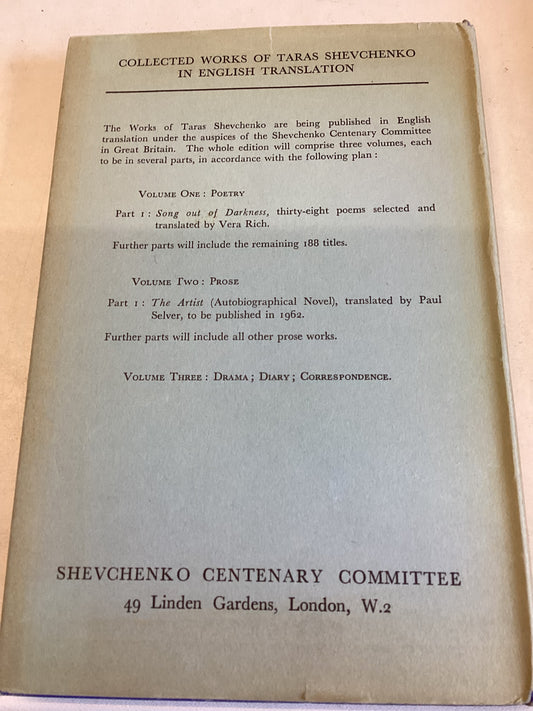 COLLECTED WORKS OF TARAS SHEVCHENKO
IN ENGLISH TRANSLATION
The Works of Taras Shevchenko are being published in English
translation under the auspices of the Shevchenko Centenary Committee
in Great Britain. The whole edition will comprise three volumes, each
to be in several parts, in accordance with the following plan :
VOLUME ONE : POETRY
Part 1 : Song out of Darkness, thirty-eight poems selected and
translated by Vera Rich.
Further parts will include the remaining 188 titles.
VOLUME TWO : PROSE
Part 1 : The Artist (Autobiographical Novel), translated by Paul
Selver, to be published in 1962.
Further parts will include all other prose works.
VOLUME THREE : DRAMA ; DIARY ; CORRESPONDENCE.
SHEVCHENKO CENTENARY COMMITTEE
49 Linden Gardens, London, W.2